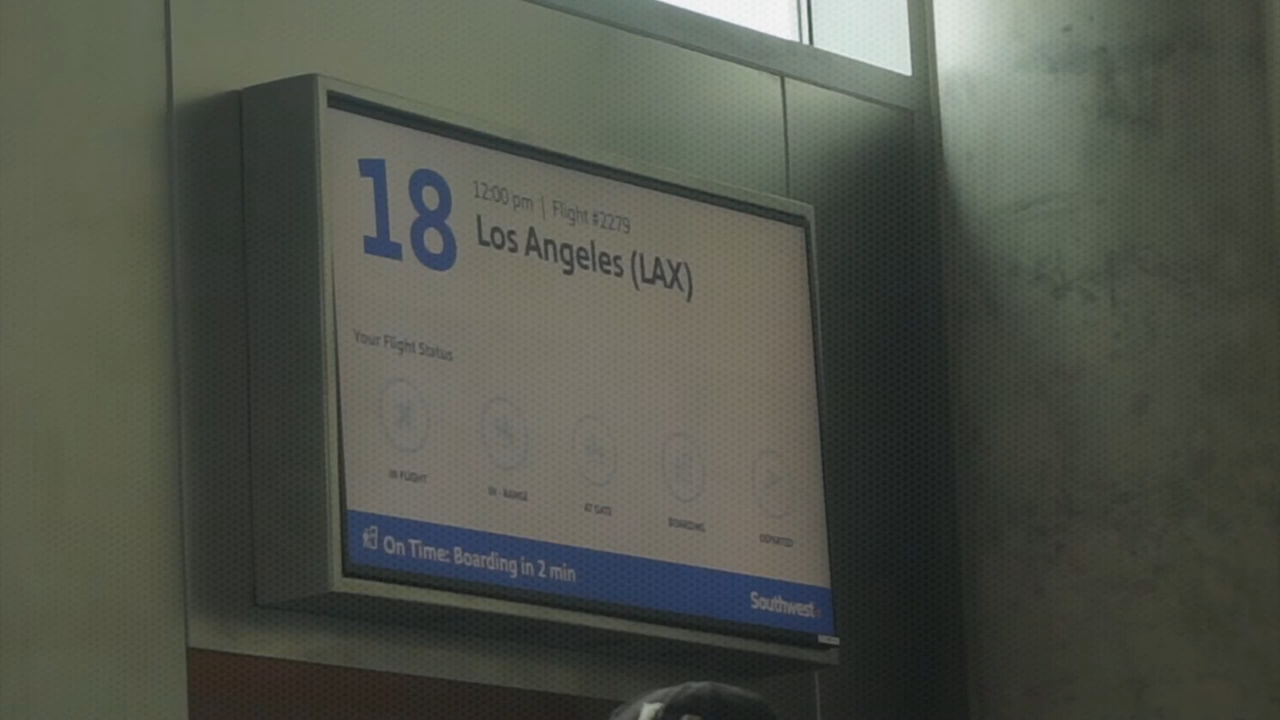 18
12:00 pm | Flight #2279
Los Angeles (LAX)
Your Flight Status
IN FLIGHT
IN - RANGE
AT GATE
BOARDING
DEPARTED
On Time: Boarding in 2 min
Southwest